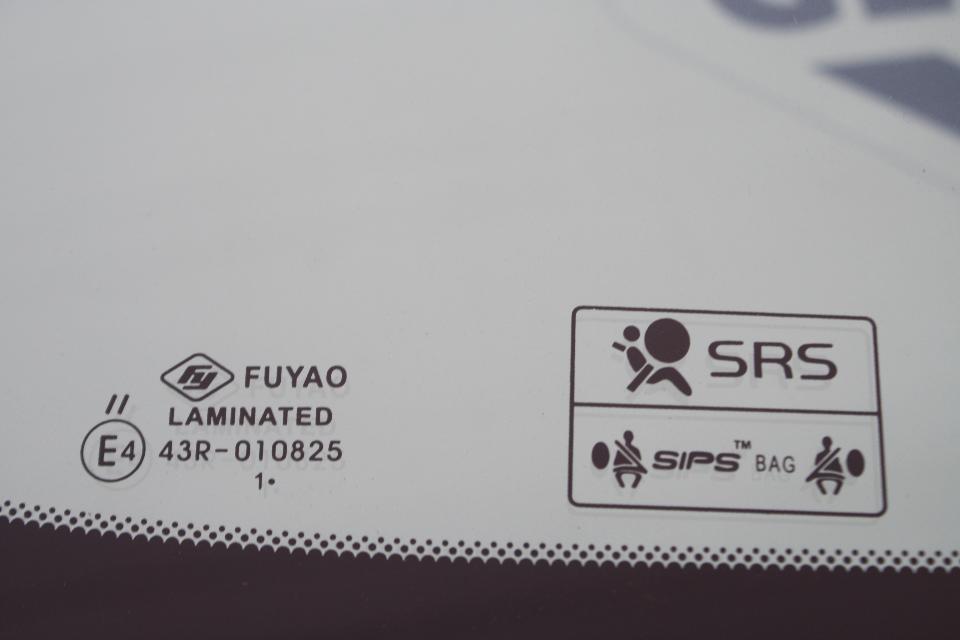 FUYAO
LAMINATED
//
E4 43R-010825
1•
SRS
SIPS™ BAG